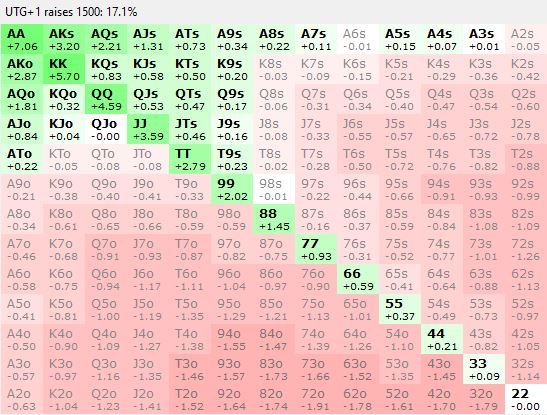 UTG+1 raises 1500: 17.1%
AA AKs AQs AJs ATs A9s A8s A7s A6s A5s A4s A3s A2s
+7.06 +3.20 +2.21 +1.31 +0.73 +0.34 +0.22 +0.11 -0.01 +0.15 +0.07 +0.01 -0.05
AKo KK KQs KJs KTs K9s K8s K7s K6s K5s K4s K3s K2s
+2.87 +5.70 +0.83 +0.58 +0.50 +0.20 -0.03 -0.09 -0.15 -0.21 -0.29 -0.36 -0.42
AQo KQo QQ QJs QTs Q9s Q8s Q7s Q6s Q5s Q4s Q3s Q2s
+1.81 +0.32 +4.59 +0.53 +0.47 +0.17 -0.06 -0.31 -0.34 -0.40 -0.47 -0.54 -0.60
AJo KJo QJo JJ JTs J9s J8s J7s J6s J5s J4s J3s J2s
+0.84 +0.04 -0.00 +3.59 +0.46 +0.16 -0.08 -0.33 -0.55 -0.55 -0.62 -0.72 -0.78
ATo KTo QTo JTo TT T9s T8s T7s T6s T5s T4s T3s T2s
+0.22 -0.05 -0.08 -0.08 +2.79 +0.23 -0.02 -0.28 -0.50 -0.72 -0.76 -0.82 -0.88
A9o K9o Q9o J9o T9o 99 98s 97s 96s 95s 94s 93s 92s
-0.21 -0.38 -0.40 -0.41 -0.33 +2.02 -0.01 -0.22 -0.44 -0.66 -0.91 -0.93 -0.99
A8o K8o Q8o J8o T8o 98o 88 87s 86s 85s 84s 83s 82s
-0.34 -0.61 -0.65 -0.66 -0.59 -0.59 +1.45 -0.16 -0.37 -0.59 -0.84 -1.08 -1.09
A7o K7o Q7o J7o T7o 97o 87o 77 76s 75s 74s 73s 72s
-0.46 -0.68 -0.91 -0.93 -0.87 -0.82 -0.75 +0.93 -0.31 -0.52 -0.77 -1.01 -1.26
A6o K6o Q6o J6o T6o 96o 86o 76o 66 65s 64s 63s 62s
-0.58 -0.75 -0.94 -1.17 -1.11 -1.04 -0.97 -0.90 +0.59 -0.41 -0.64 -0.88 -1.13
A5o K5o Q5o J5o T5o 95o 85o 75o 65o 55 54s 53s 52s
-0.41 -0.81 -1.00 -1.19 -1.35 -1.29 -1.21 -1.13 -1.01 +0.37 -0.49 -0.73 -0.97
A4o K4o Q4o J4o T4o 94o 84o 74o 64o 54o 44 43s 42s
-0.50 -0.90 -1.09 -1.27 -1.38 -1.55 -1.47 -1.39 -1.26 -1.10 +0.21 -0.82 -1.05
A3o K3o Q3o J3o T3o 93o 83o 73o 63o 53o 43o 33 32s
-0.57 -0.97 -1.16 -1.35 -1.46 -1.57 -1.73 -1.66 -1.52 -1.35 -1.45 +0.09 -1.14
A2o K2o Q2o J2o T2o 92o 82o 72o 62o 52o 42o 32o 22
-0.63 -1.04 -1.23 -1.41 -1.52 -1.64 -1.74 -1.91 -1.78 -1.61 -1.70 -1.79 -0.00